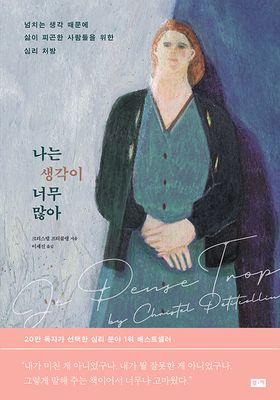 넘치는 생각 때문에
삶이 피곤한 사람들을 위한
심리 처방
나는
생각이
너무
많아
크리스텔 프티콜랭 지음
이세진 옮김
Je Pense Trop
by Christel Petitcollin
20만 독자가 선택한 심리 분야 1위 베스트셀러
"내가 미친 게 아니었구나. 내가 뭘 잘못한 게 아니었구나.
그렇게 말해 주는 책이어서 너무나 고마웠다."
부·키